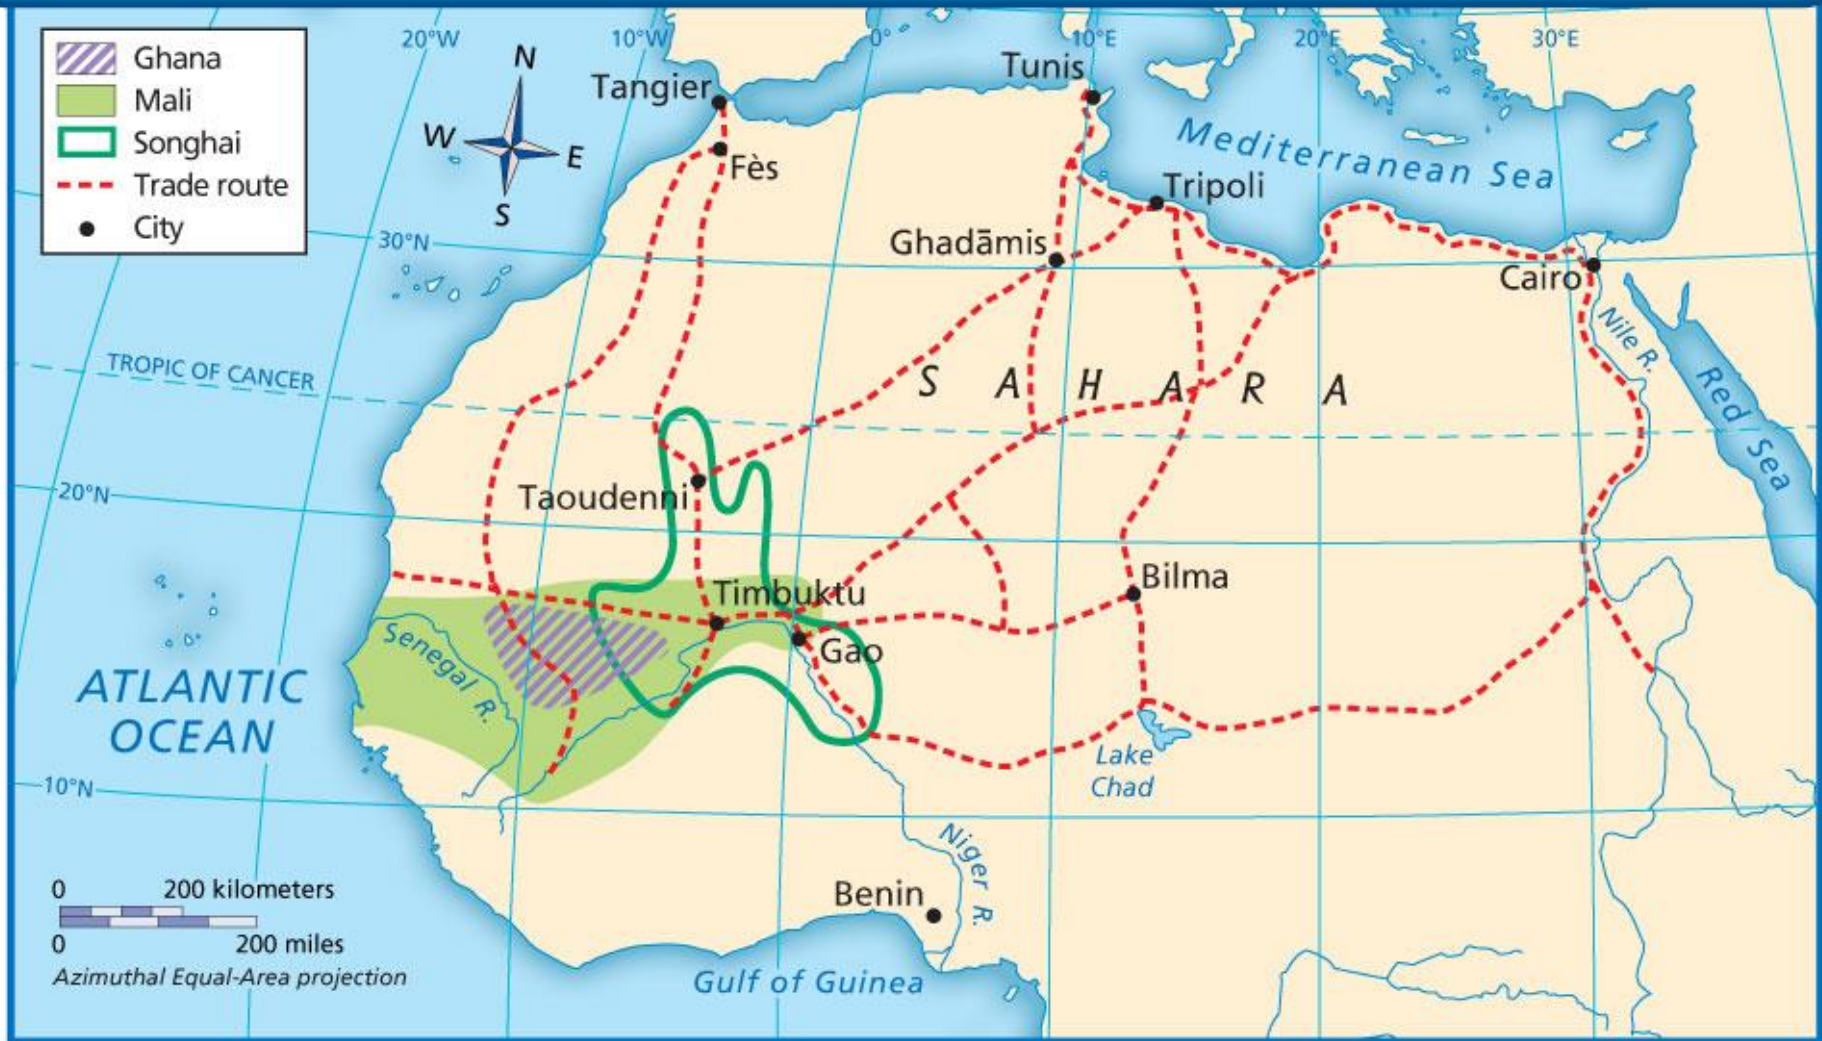 Ghana
Mali
Songhai
Trade route
City
20°W
10°W
0°
10°E
20°E
30°E
N
W
E
S
Tangier
Fès
Tunis
Mediterranean Sea
Tripoli
Ghadāmis
30°N
Cairo
Nile R.
Red Sea
TROPIC OF CANCER
SAHARA
20°N
Taoudenni
Timbuktu
Bilma
Gao
Senegal R.
ATLANTIC
OCEAN
Lake
Chad
10°N
Niger R.
Benin
Gulf of Guinea
0 200 kilometers
0 200 miles
Azimuthal Equal-Area projection